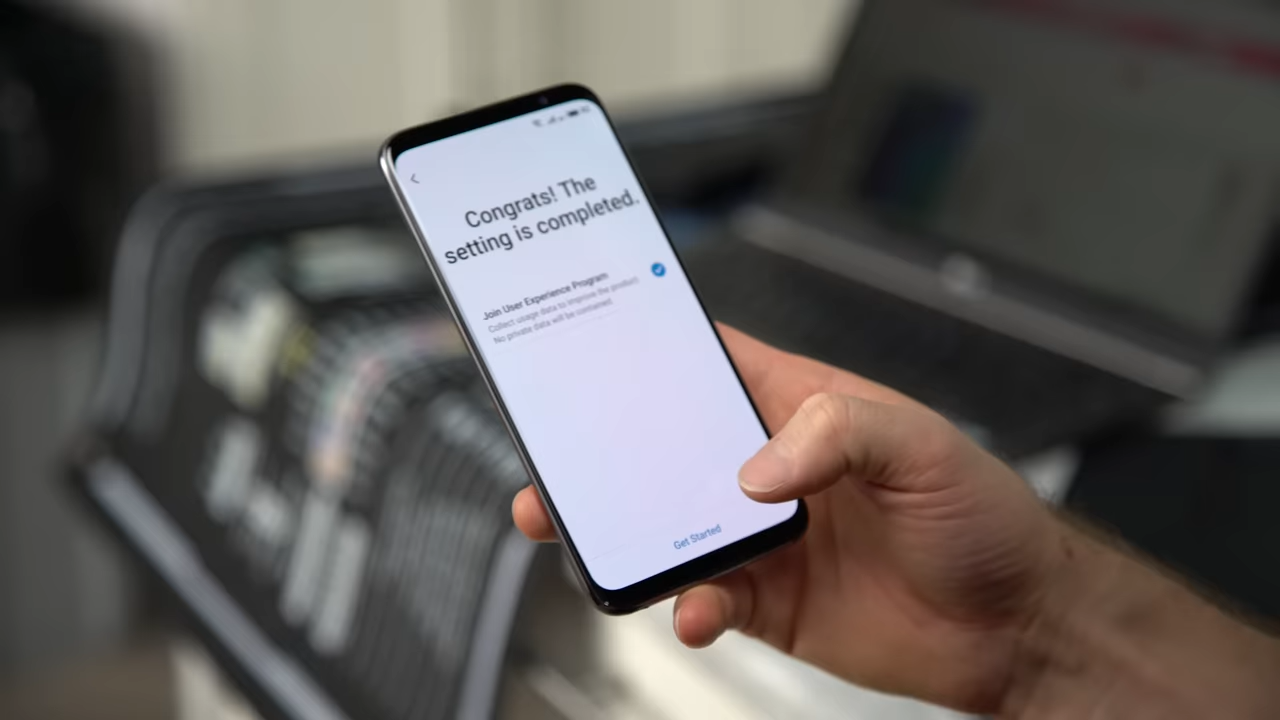 Congrats! The
setting is completed.
Join User Experience Program
Collect usage data to improve the product
No private data will be contained.
Get Started